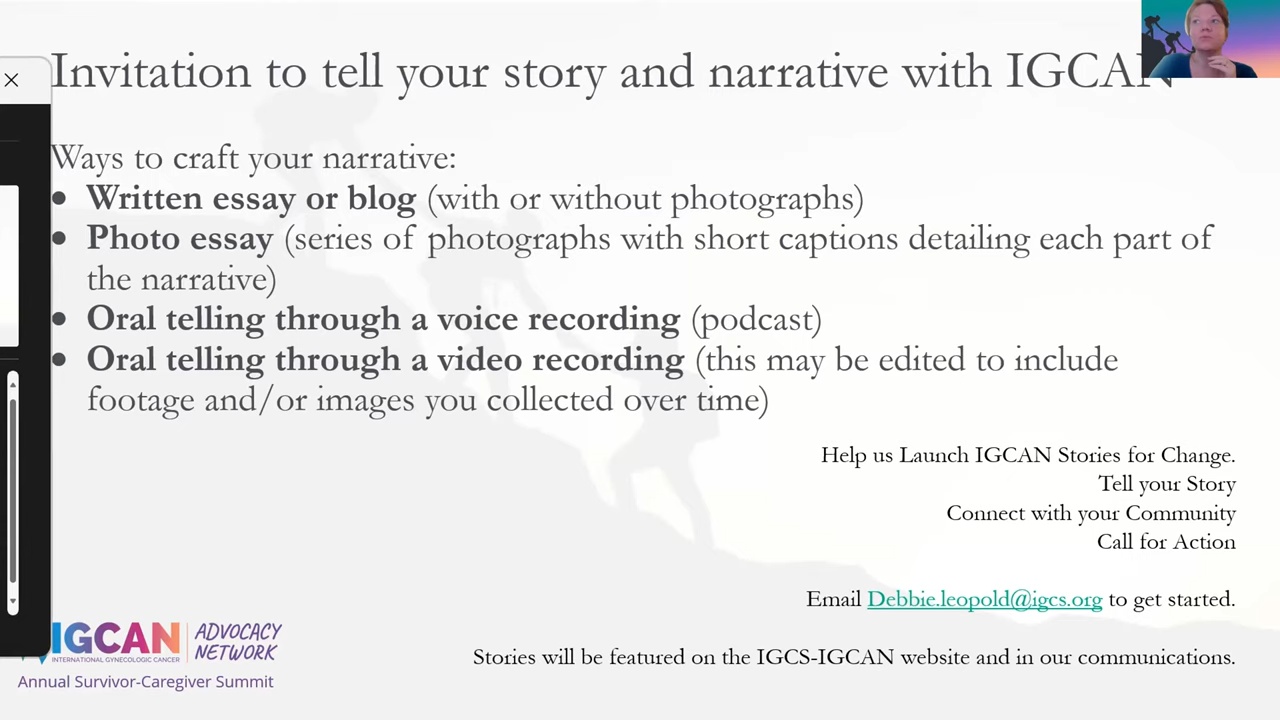 Invitation to tell your story and narrative with IGCAN
Ways to craft your narrative:
• Written essay or blog (with or without photographs)
• Photo essay (series of photographs with short captions detailing each part of
the narrative)
• Oral telling through a voice recording (podcast)
• Oral telling through a video recording (this may be edited to include
footage and/or images you collected over time)
Help us Launch IGCAN Stories for Change.
Tell your Story
Connect with your Community
Call for Action
Email Debbie.leopold@igcs.org to get started.
Stories will be featured on the IGCS-IGCAN website and in our communications.
IGCAN
INTERNATIONAL GYNECOLOGIC CANCER
ADVOCACY
NETWORK
Annual Survivor-Caregiver Summit